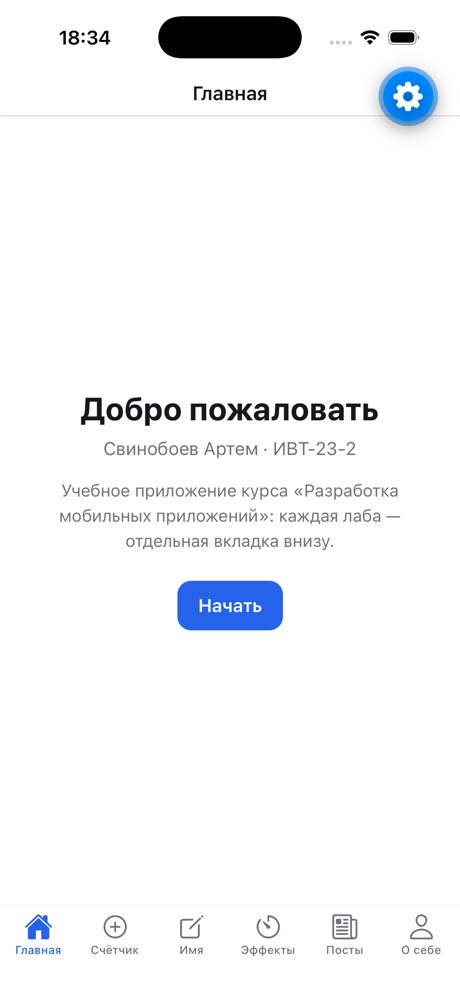 18:34
Главная
Добро пожаловать
Свинобоев Артем · ИВТ-23-2
Учебное приложение курса «Разработка
мобильных приложений»: каждая лаба —
отдельная вкладка внизу.
Начать
Главная
Счётчик
Имя
Эффекты
Посты
О себе